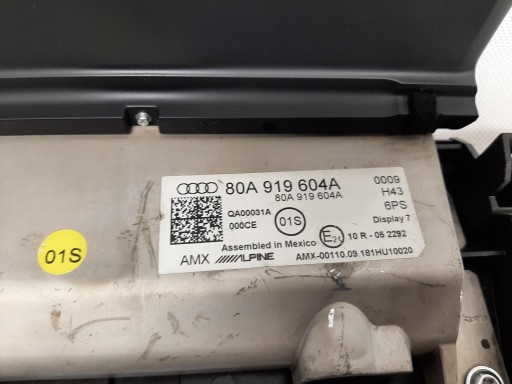 80A 919 604A
80A 919 604A
0009
H43
6PS
Display 7
QA00031A
000CE
01S
Assembled in Mexico
E24
10 R - 05 2292
AMX
ALPINE
AMX-00110.09.181HU10020
01S